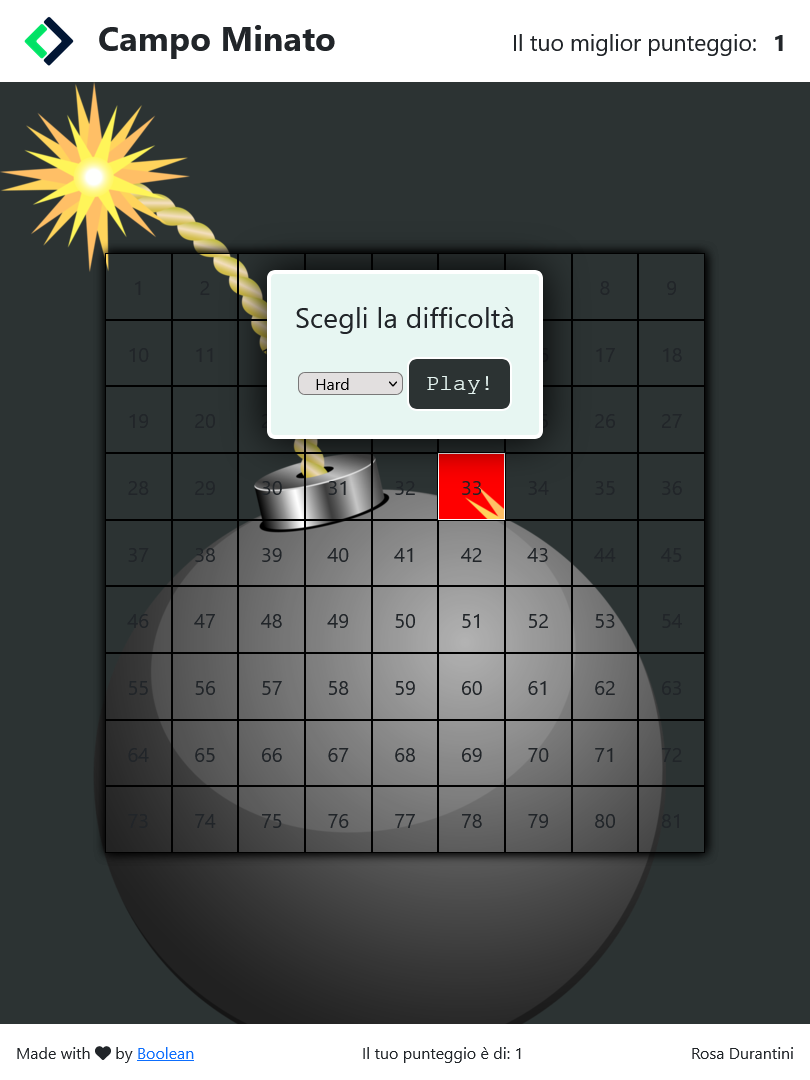 Campo Minato
Il tuo miglior punteggio: 1
1 2 8 9
Scegli la difficoltà
10 11 17 18
Hard Play!
19 20 26 27
28 29 30 31 32 33 34 35 36
37 38 39 40 41 42 43 44 45
46 47 48 49 50 51 52 53 54
55 56 57 58 59 60 61 62 63
64 65 66 67 68 69 70 71 72
73 74 75 76 77 78 79 80 81
Made with by Boolean
Il tuo punteggio è di: 1
Rosa Durantini